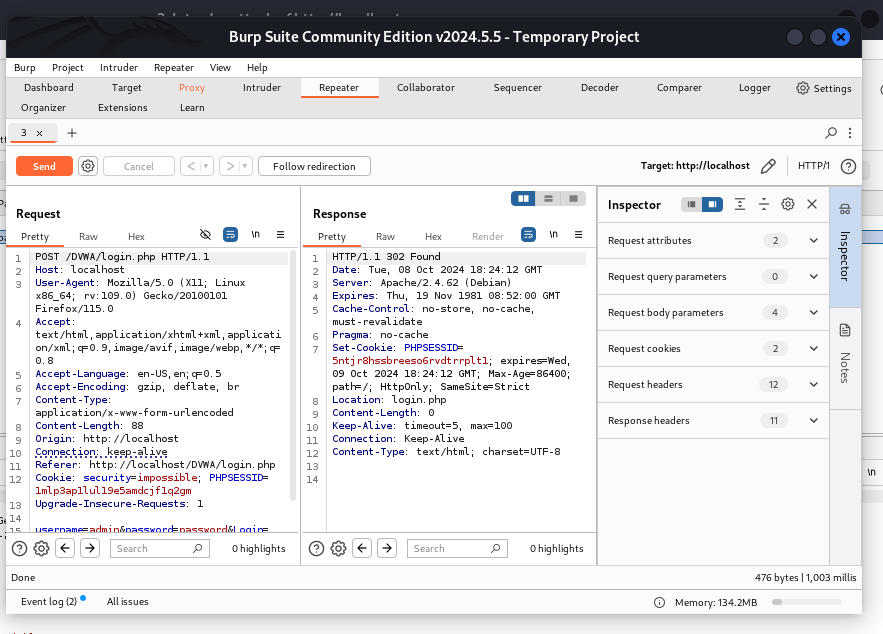 Burp Suite Community Edition v2024.5.5 - Temporary Project
Burp Project Intruder Repeater View Help
Dashboard Target Proxy Intruder Repeater Collaborator Sequencer Decoder Comparer Logger Settings
Organizer Extensions Learn
3 × +
Send Cancel < > Follow redirection Target: http://localhost HTTP/1
Request
Pretty Raw Hex \n
1 POST /DVWA/login.php HTTP/1.1
2 Host: localhost
3 User-Agent: Mozilla/5.0 (X11; Linux
x86_64; rv:109.0) Gecko/20100101
Firefox/115.0
4 Accept:
text/html,application/xhtml+xml,applicati
on/xml;q=0.9,image/avif,image/webp,*/*;q=
0.8
5 Accept-Language: en-US,en;q=0.5
6 Accept-Encoding: gzip, deflate, br
7 Content-Type:
application/x-www-form-urlencoded
8 Content-Length: 88
9 Origin: http://localhost
10 Connection: keep-alive
11 Referer: http://localhost/DVWA/login.php
12 Cookie: security=impossible; PHPSESSID=
1mlp3ap1lul19e5amdcjf1q2gm
13 Upgrade-Insecure-Requests: 1
14
15 username=admin&password=password&Login=
Search 0 highlights
Response
Pretty Raw Hex Render \n
1 HTTP/1.1 302 Found
2 Date: Tue, 08 Oct 2024 18:24:12 GMT
3 Server: Apache/2.4.62 (Debian)
4 Expires: Thu, 19 Nov 1981 08:52:00 GMT
5 Cache-Control: no-store, no-cache,
must-revalidate
6 Pragma: no-cache
7 Set-Cookie: PHPSESSID=
5ntjr8hssbreeso6rvdtrrplt1; expires=Wed,
09 Oct 2024 18:24:12 GMT; Max-Age=86400;
path=/; HttpOnly; SameSite=Strict
8 Location: login.php
9 Content-Length: 0
10 Keep-Alive: timeout=5, max=100
11 Connection: Keep-Alive
12 Content-Type: text/html; charset=UTF-8
13
14
Search 0 highlights
Inspector
Request attributes 2
Request query parameters 0
Request body parameters 4
Request cookies 2
Request headers 12
Response headers 11
Inspector
Notes
\n
Done 476 bytes | 1,003 millis
Event log (2) All issues Memory: 134.2MB